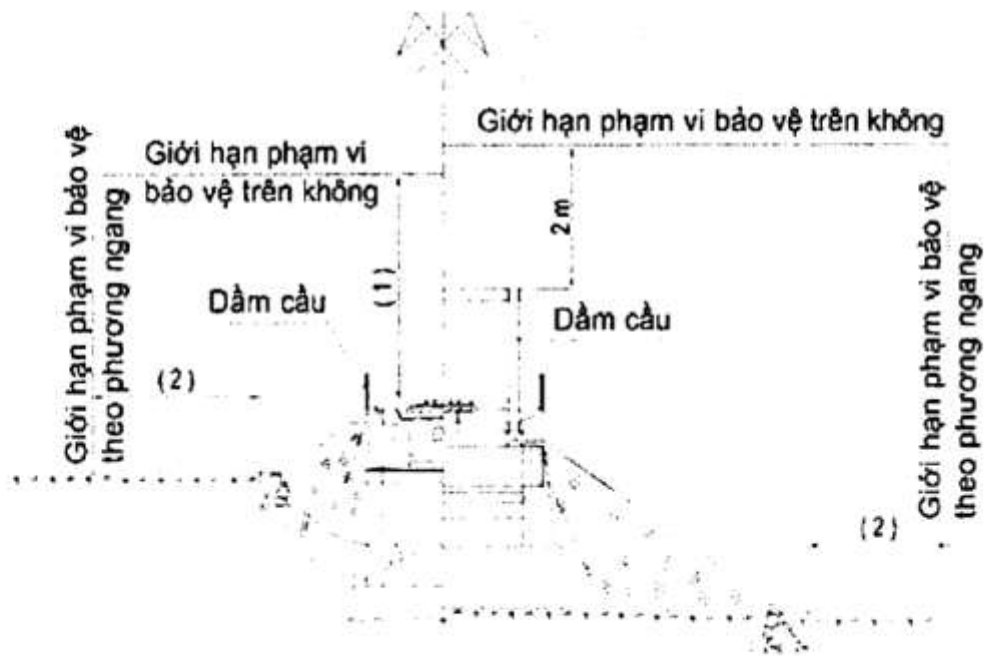 Giới hạn phạm vi bảo vệ trên không
Giới hạn phạm vi
bảo vệ trên không
Giới hạn phạm vi bảo vệ
theo phương ngang
2 m
(1)
Dầm cầu
Dầm cầu
(2)
Giới hạn phạm vi bảo vệ
theo phương ngang
(2)